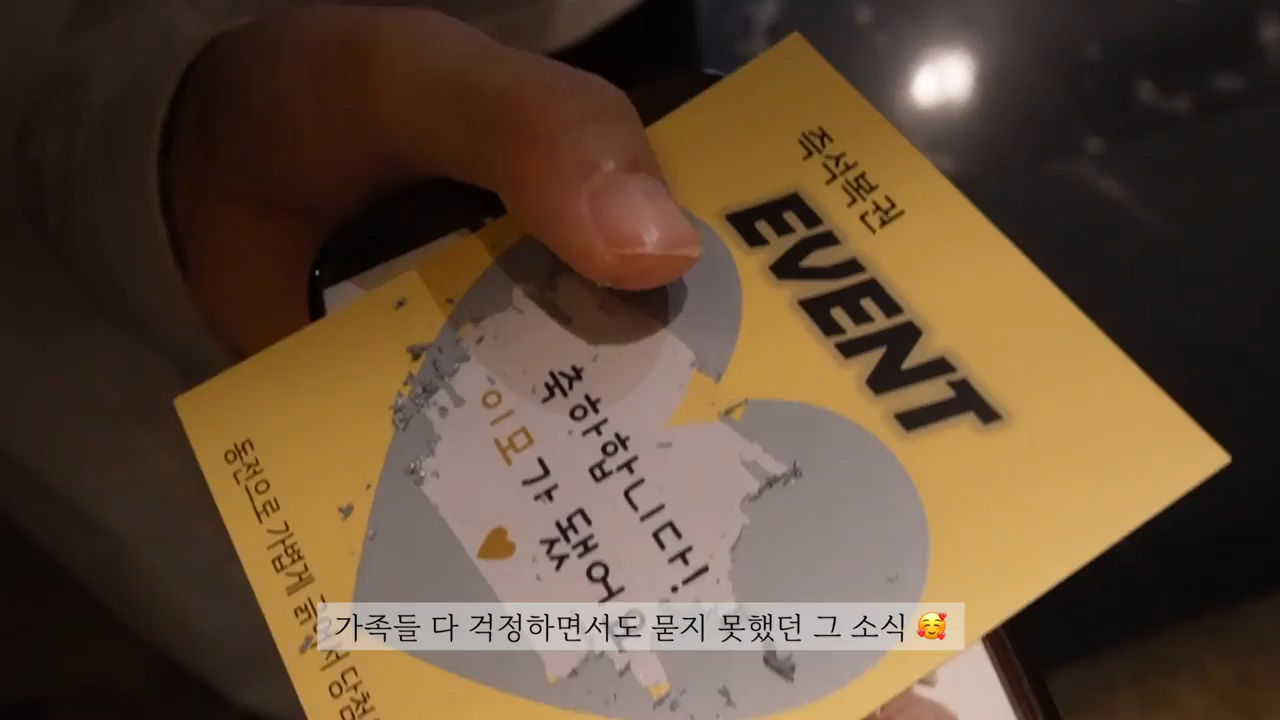 즉석복권
EVENT
축하합니다!
이모가 됐어요
동전으로 가볍게
가족들 다 걱정하면서도 묻지 못했던 그 소식 🥰